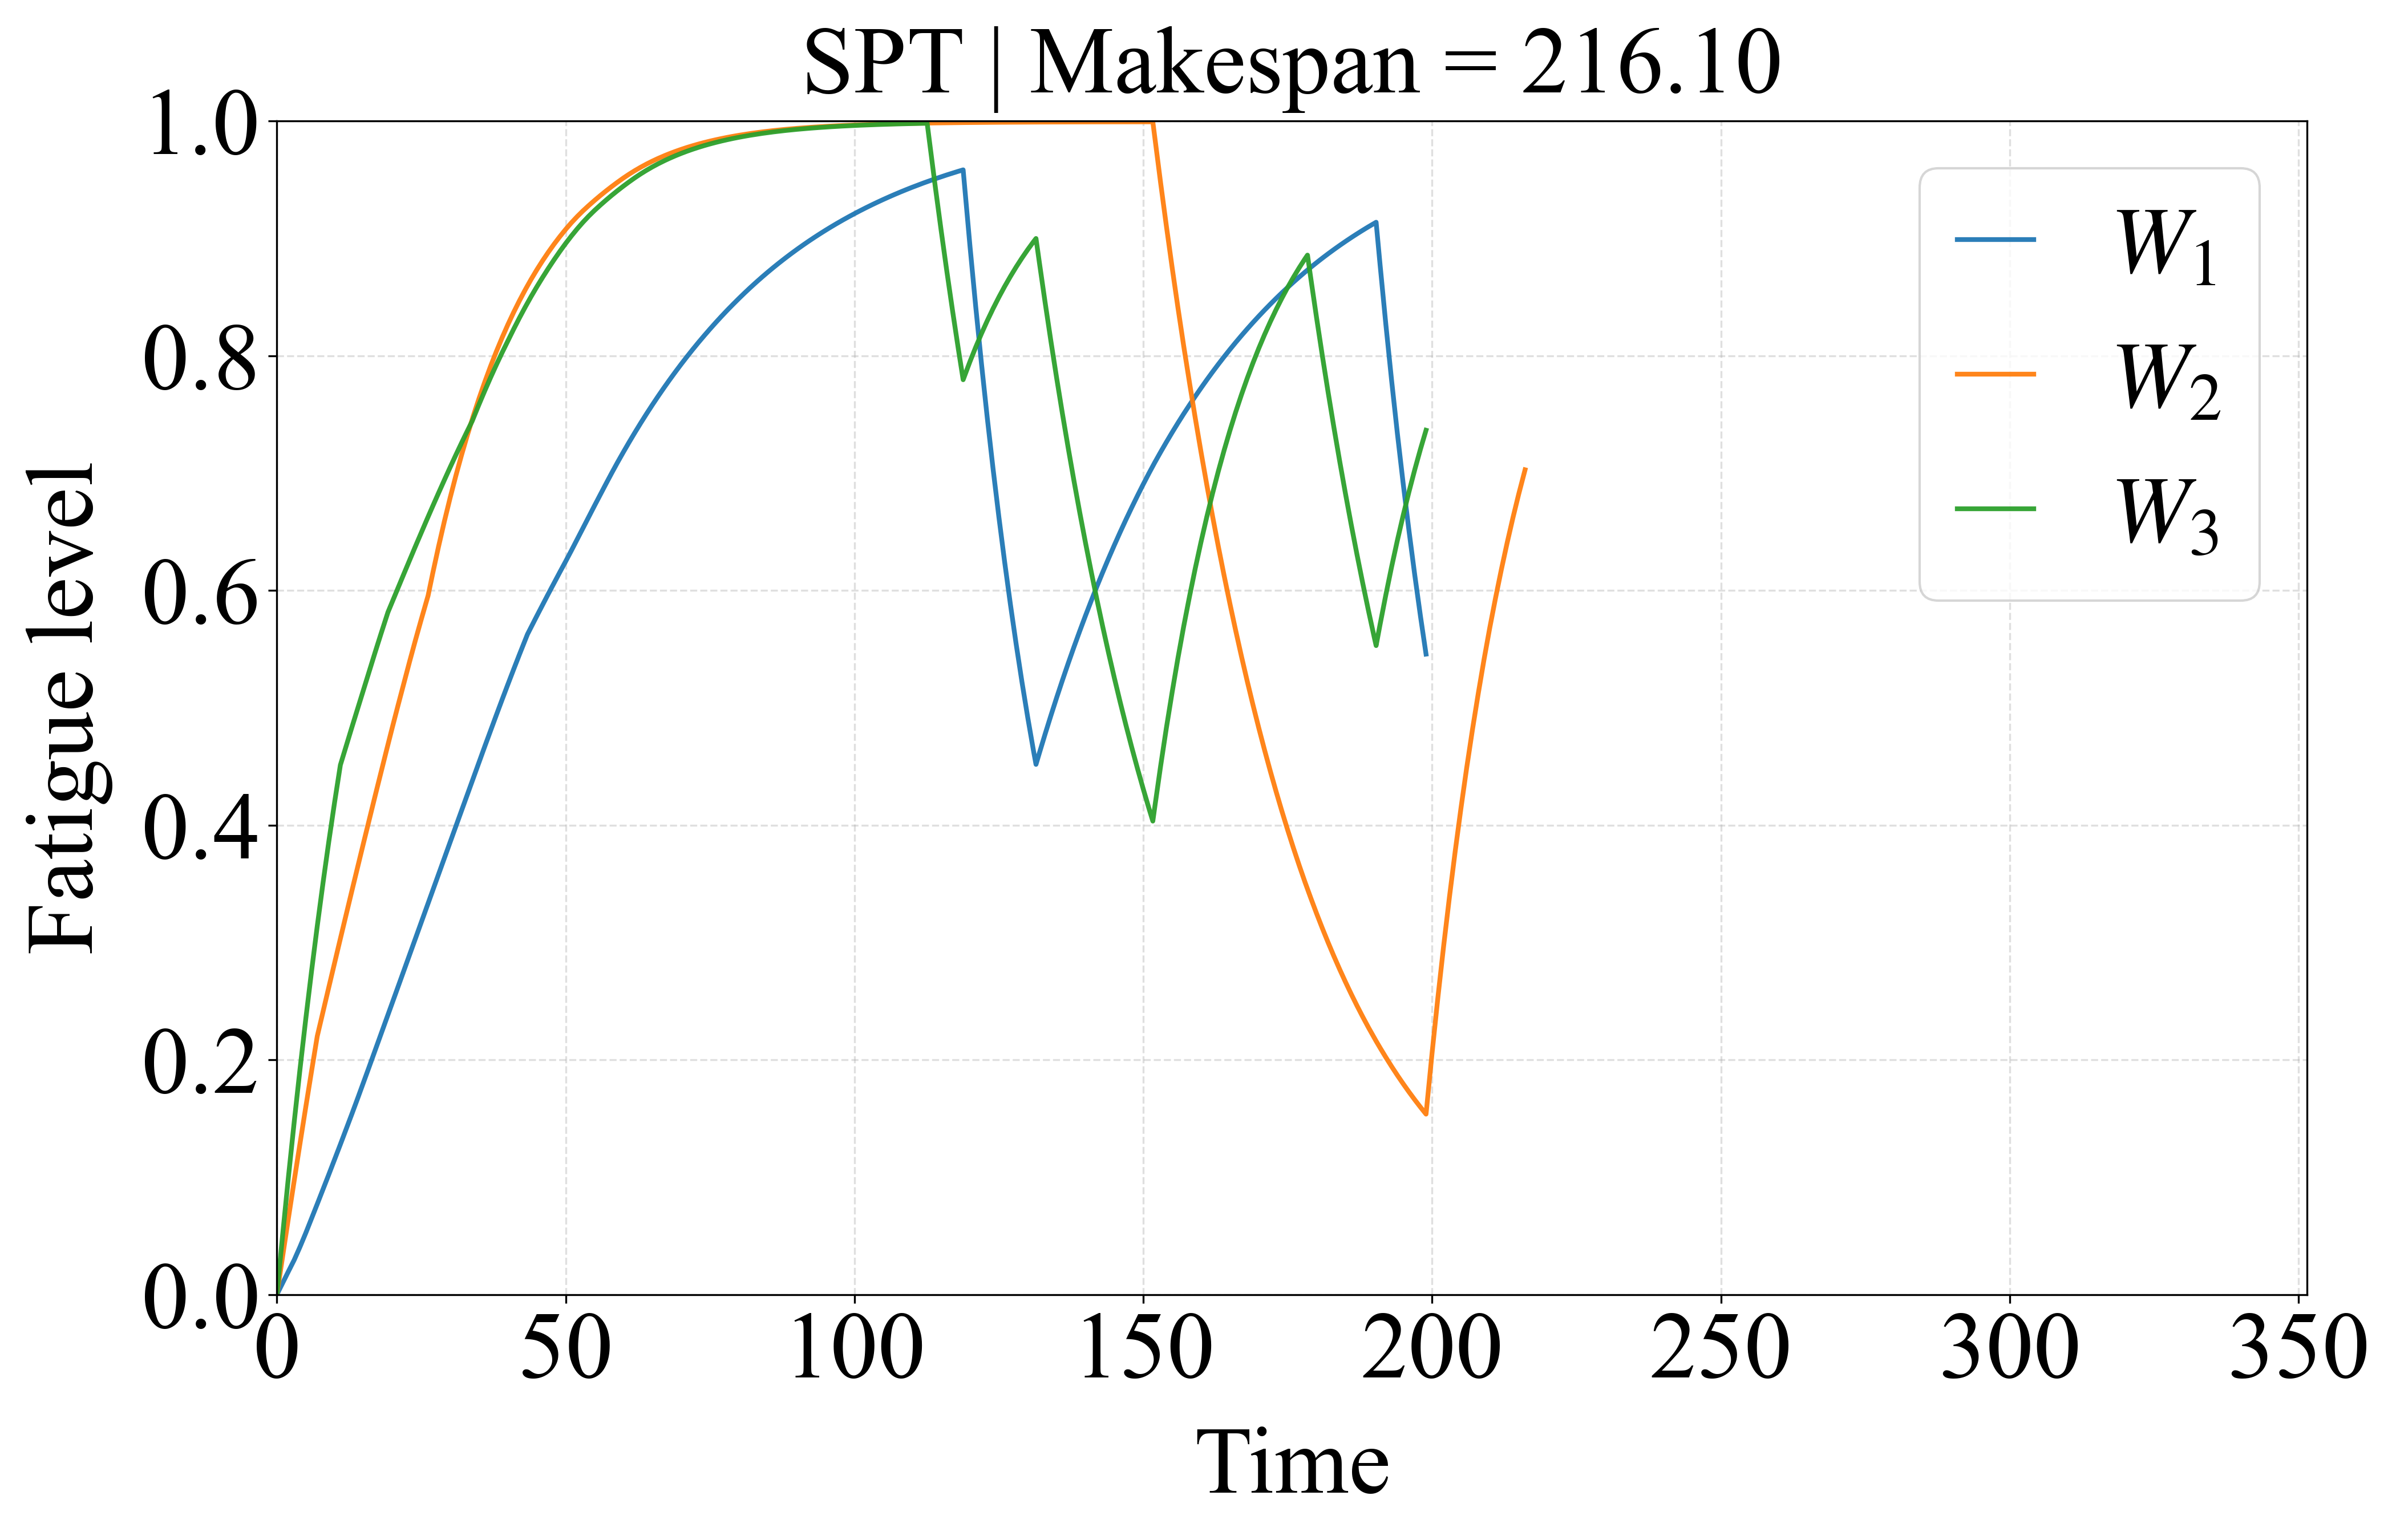 SPT | Makespan = 216.10
1.0
0.8
0.6
0.4
0.2
0.0
Fatigue level
W1
W2
W3
0 50 100 150 200 250 300 350
Time